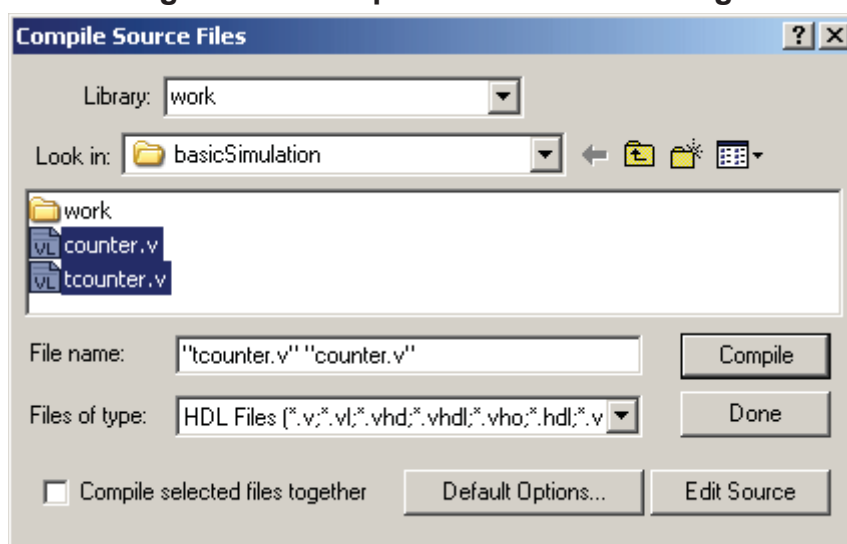 Compile Source Files
Library: work
Look in: basicSimulation
work
counter.v
tcounter.v
File name: "tcounter.v" "counter.v" Compile
Files of type: HDL Files (*.v;*.vl;*.vhd;*.vhdl;*.vho;*.hdl;*.v Done
Compile selected files together Default Options... Edit Source